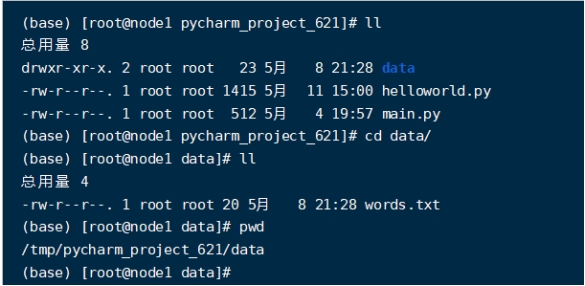 (base) [root@node1 pycharm_project_621]# ll
总用量 8
drwxr-xr-x. 2 root root   23 5月   8 21:28 data
-rw-r--r--. 1 root root 1415 5月  11 15:00 helloworld.py
-rw-r--r--. 1 root root  512 5月   4 19:57 main.py
(base) [root@node1 pycharm_project_621]# cd data/
(base) [root@node1 data]# ll
总用量 4
-rw-r--r--. 1 root root 20 5月   8 21:28 words.txt
(base) [root@node1 data]# pwd
/tmp/pycharm_project_621/data
(base) [root@node1 data]#